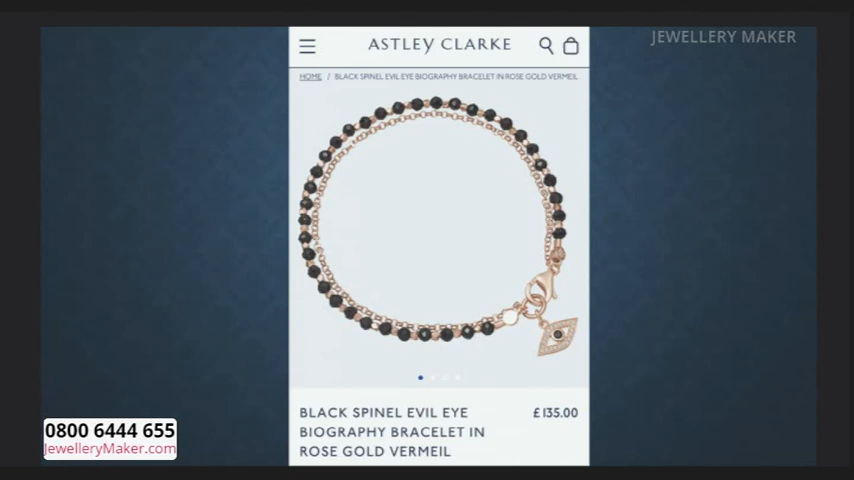 JEWELLERY MAKER
ASTLEY CLARKE
HOME / BLACK SPINEL EVIL EYE BIOGRAPHY BRACELET IN ROSE GOLD VERMEIL
BLACK SPINEL EVIL EYE
BIOGRAPHY BRACELET IN
ROSE GOLD VERMEIL
£135.00
0800 6444 655
JewelleryMaker.com